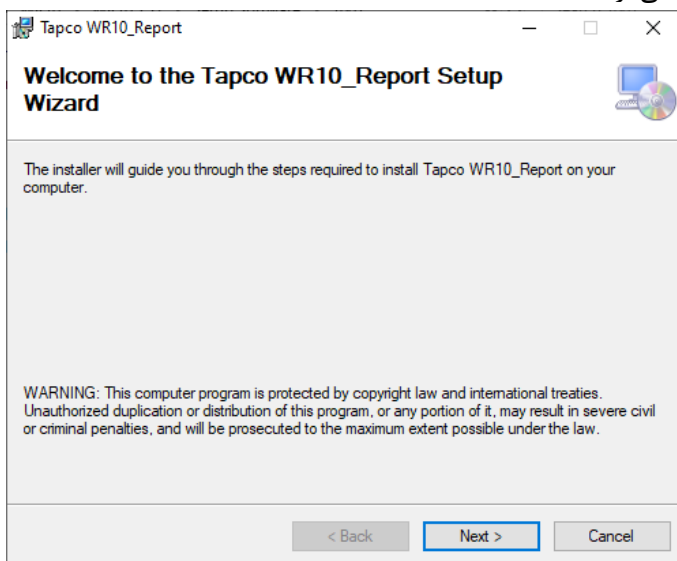 Tapco WR10_Report
Welcome to the Tapco WR10_Report Setup
Wizard
The installer will guide you through the steps required to install Tapco WR10_Report on your
computer.
WARNING: This computer program is protected by copyright law and international treaties.
Unauthorized duplication or distribution of this program, or any portion of it, may result in severe civil
or criminal penalties, and will be prosecuted to the maximum extent possible under the law.
< Back
Next >
Cancel